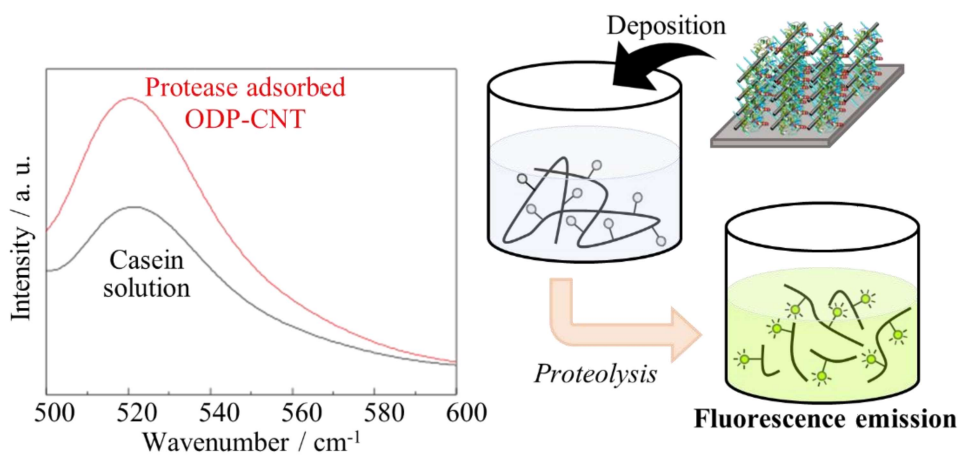 Deposition
Protease adsorbed
ODP-CNT
Casein
solution
Intensity / a. u.
500 520 540 560 580 600
Wavenumber / cm⁻¹
Proteolysis
Fluorescence emission